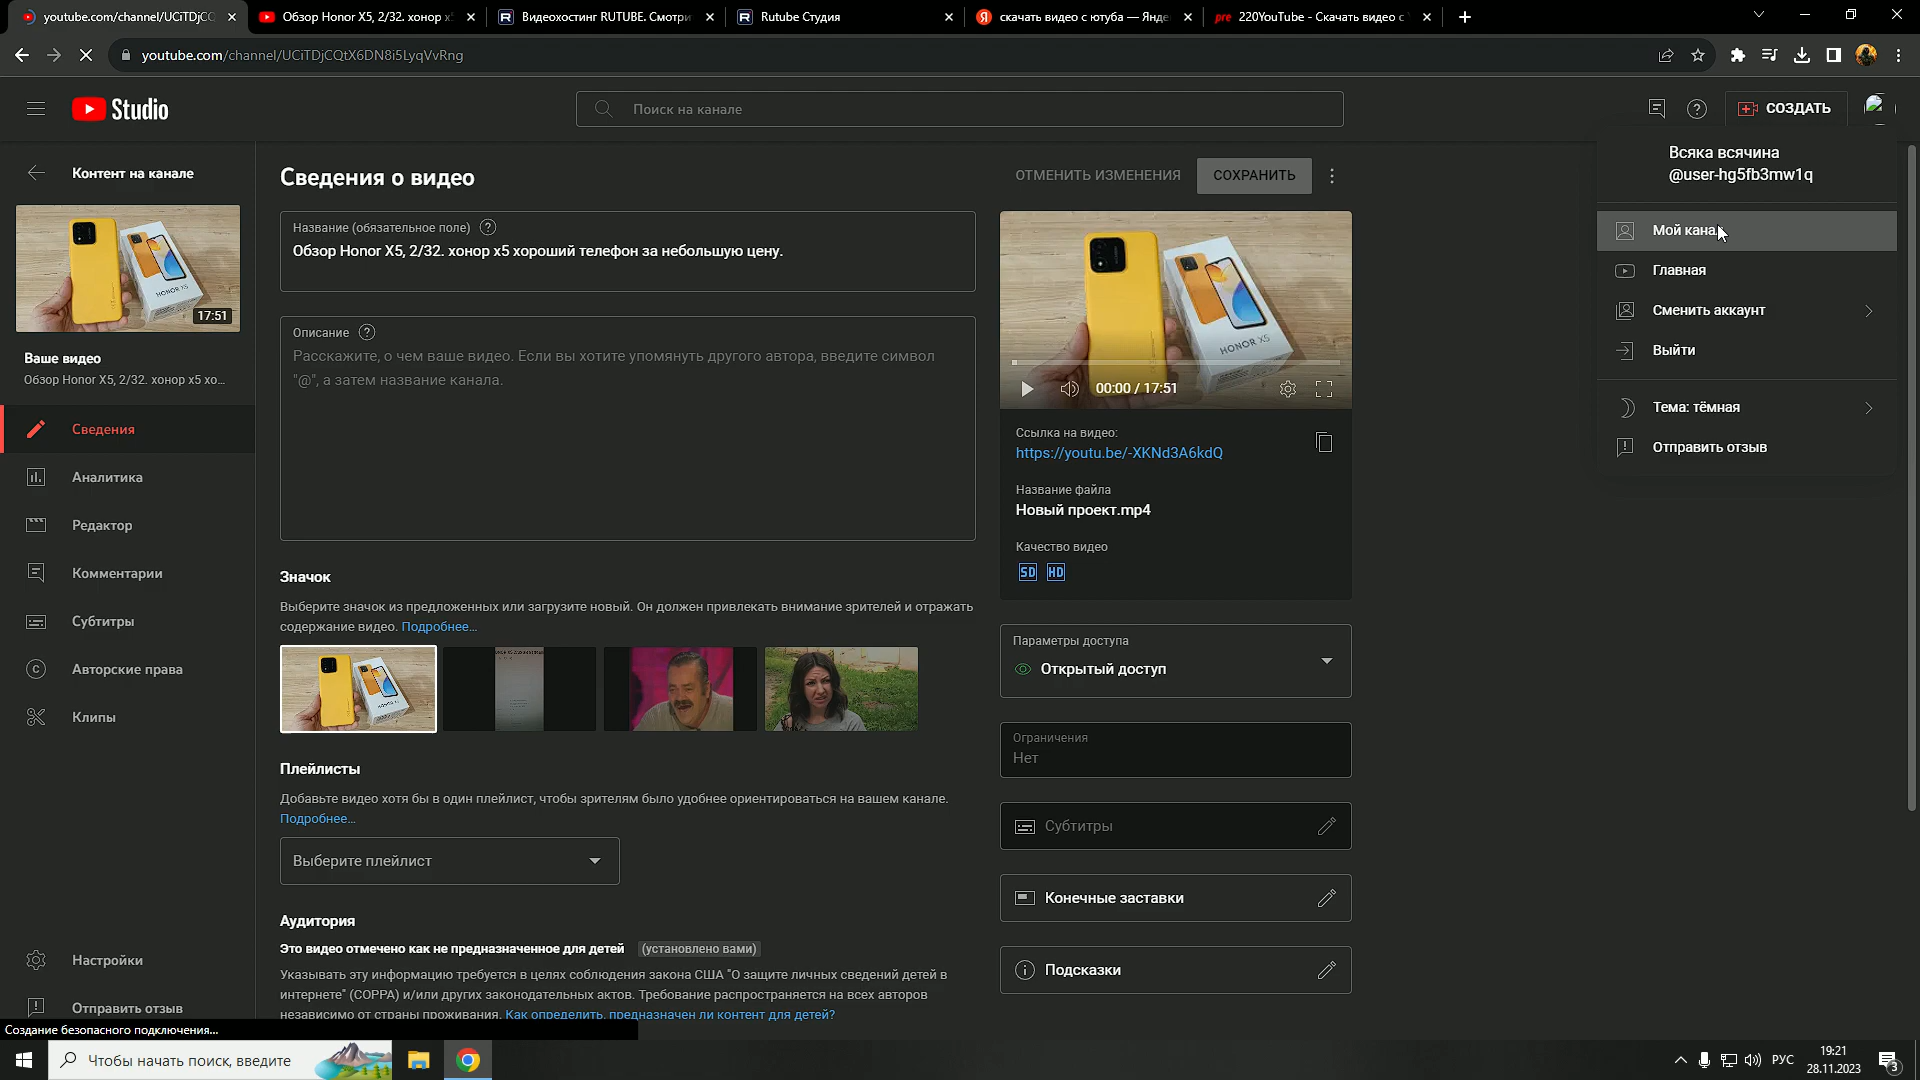 youtube.com/channel/UCiTDjCQ
Обзор Honor X5, 2/32. хонор x5
Видеохостинг RUTUBE. Смотри
Rutube Студия
скачать видео с ютуба — Янде
pre 220YouTube - Скачать видео с
youtube.com/channel/UCiTDjCQtX6DN8i5LyqVvRng
Studio
Поиск на канале
СОЗДАТЬ
Всяка всячина
@user-hg5fb3mw1q
Мой кана
Главная
Сменить аккаунт
Выйти
Тема: тёмная
Отправить отзыв
Контент на канале
17:51
Ваше видео
Обзор Honor X5, 2/32. хонор x5 хо...
Сведения
Аналитика
Редактор
Комментарии
Субтитры
Авторские права
Клипы
Настройки
Отправить отзыв
Сведения о видео
ОТМЕНИТЬ ИЗМЕНЕНИЯ
СОХРАНИТЬ
Название (обязательное поле)
Обзор Honor X5, 2/32. хонор x5 хороший телефон за небольшую цену.
Описание
Расскажите, о чем ваше видео. Если вы хотите упомянуть другого автора, введите символ
"@", а затем название канала.
Значок
Выберите значок из предложенных или загрузите новый. Он должен привлекать внимание зрителей и отражать
содержание видео. Подробнее...
Плейлисты
Добавьте видео хотя бы в один плейлист, чтобы зрителям было удобнее ориентироваться на вашем канале.
Подробнее...
Выберите плейлист
Аудитория
Это видео отмечено как не предназначенное для детей (установлено вами)
Указывать эту информацию требуется в целях соблюдения закона США "О защите личных сведений детей в
интернете" (COPPA) и/или других законодательных актов. Требование распространяется на всех авторов
независимо от страны проживания. Как определить, предназначен ли контент для детей?
HONOR X5
00:00 / 17:51
Ссылка на видео:
https://youtu.be/-XKNd3A6kdQ
Название файла
Новый проект.mp4
Качество видео
SD HD
Параметры доступа
Открытый доступ
Ограничения
Нет
Субтитры
Конечные заставки
Подсказки
Создание безопасного подключения...
Чтобы начать поиск, введите
РУС
19:21
28.11.2023
3